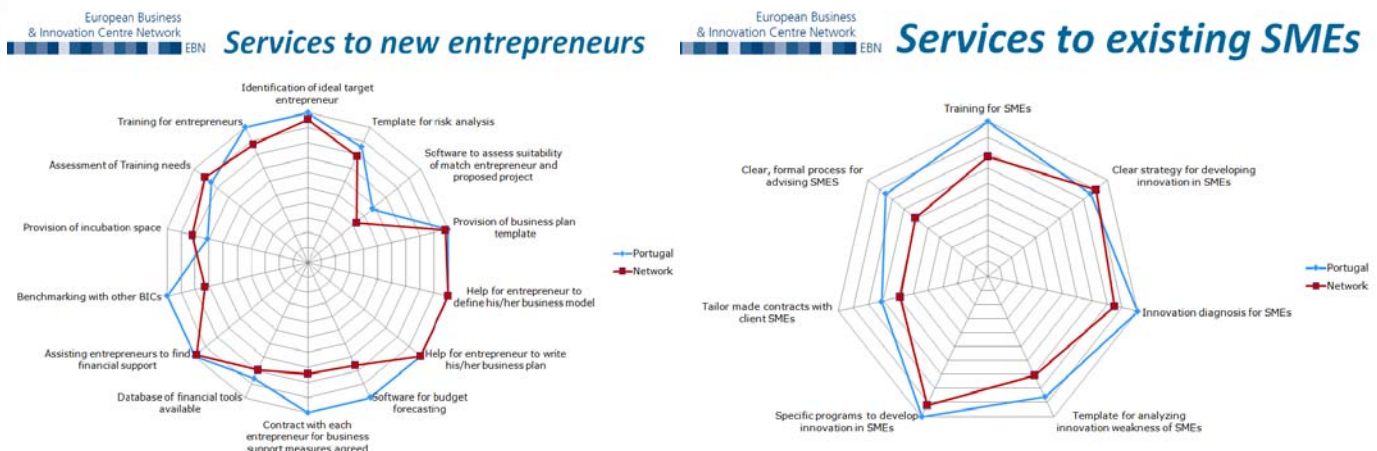 European Business
& Innovation Centre Network
EBN
Services to new entrepreneurs
Identification of ideal target
entrepreneur
Template for risk analysis
Software to assess suitability
of match entrepreneur and
proposed project
Provision of business plan
template
Help for entrepreneur to
define his/her business model
Help for entrepreneur to write
his/her business plan
Software for budget
forecasting
Contract with each
entrepreneur for business
support measures agreed
Database of financial tools
available
Assisting entrepreneurs to find
financial support
Benchmarking with other BICs
Provision of incubation space
Assessment of Training needs
Training for entrepreneurs
Portugal
Network
European Business
& Innovation Centre Network
EBN
Services to existing SMEs
Training for SMEs
Clear strategy for developing
innovation in SMEs
Innovation diagnosis for SMEs
Template for analyzing
innovation weakness of SMEs
Specific programs to develop
innovation in SMEs
Tailor made contracts with
client SMEs
Clear, formal process for
advising SMES
Portugal
Network